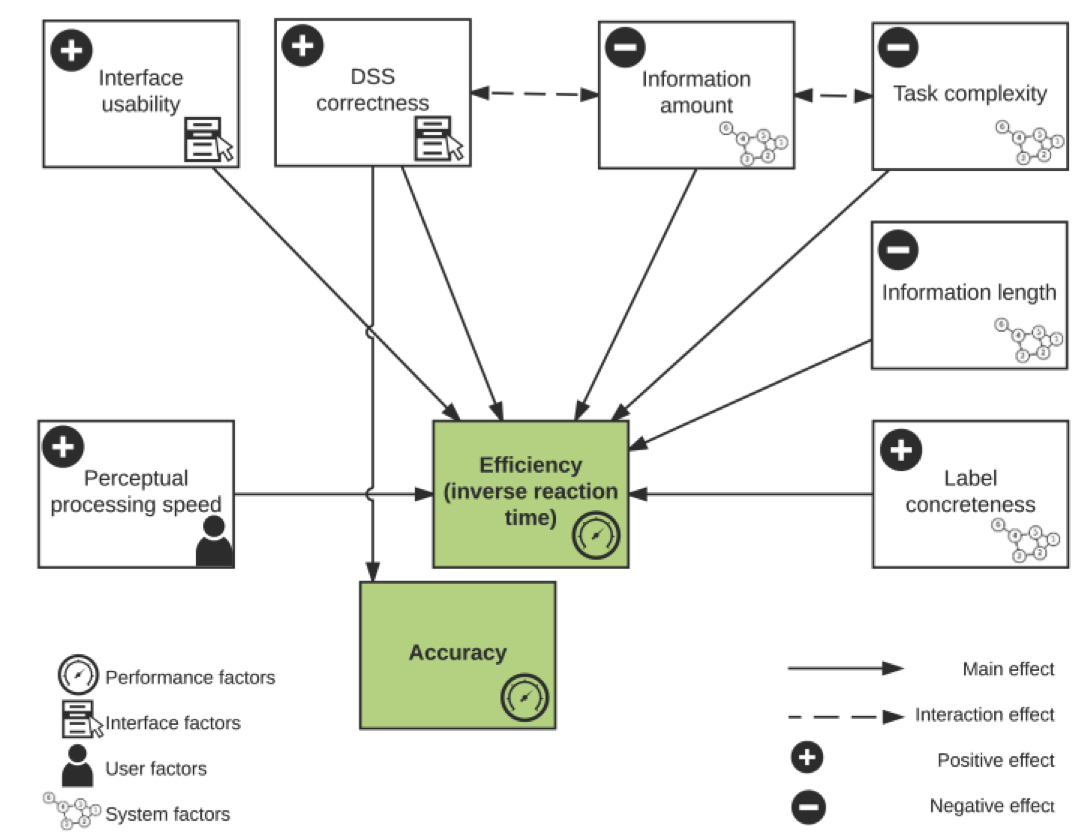 Interface
usability
DSS
correctness
Information
amount
Task complexity
Information length
Perceptual
processing speed
Efficiency
(inverse reaction
time)
Label
concreteness
Accuracy
Performance factors
Interface factors
User factors
System factors
Main effect
Interaction effect
Positive effect
Negative effect